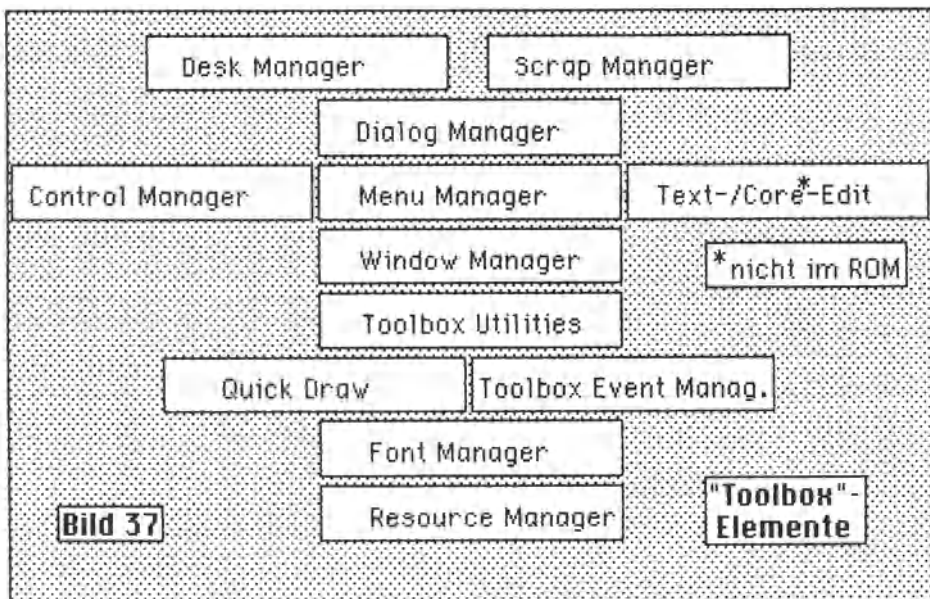 Desk Manager
Scrap Manager
Dialog Manager
Control Manager
Menu Manager
Text-/Core*-Edit
Window Manager
*nicht im ROM
Toolbox Utilities
Quick Draw
Toolbox Event Manag.
Font Manager
Resource Manager
Bild 37
"Toolbox"-
Elemente